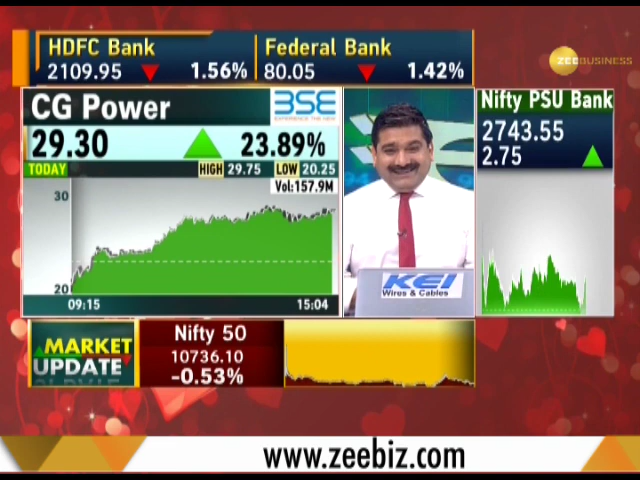 HDFC Bank
2109.95 1.56%
Federal Bank
80.05 1.42%
ZEEBUSINESS
CG Power
BSE
EXPERIENCE THE NEW
29.30 23.89%
TODAY
HIGH 29.75 LOW 20.25
Vol:157.9M
30
20
09:15 15:04
KEI
Wires & Cables
Nifty PSU Bank
2743.55
2.75
MARKET
UPDATE
Nifty 50
10736.10
-0.53%
www.zeebiz.com